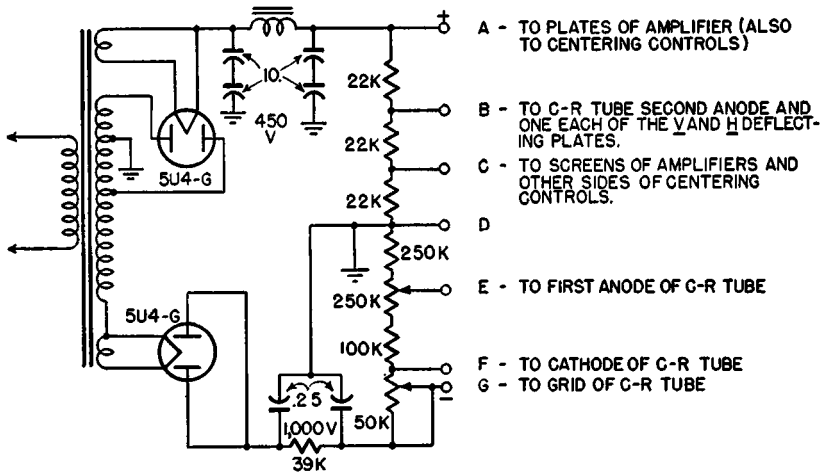 +
A - TO PLATES OF AMPLIFIER (ALSO
TO CENTERING CONTROLS)
10.
22K
450
V
B - TO C-R TUBE SECOND ANODE AND
ONE EACH OF THE V AND H DEFLECT-
ING PLATES.
22K
5U4-G
C - TO SCREENS OF AMPLIFIERS AND
OTHER SIDES OF CENTERING
CONTROLS.
22K
D
250K
E - TO FIRST ANODE OF C-R TUBE
250K
5U4-G
100K
F - TO CATHODE OF C-R TUBE
G - TO GRID OF C-R TUBE
–
.25
50K
1,000V
39K